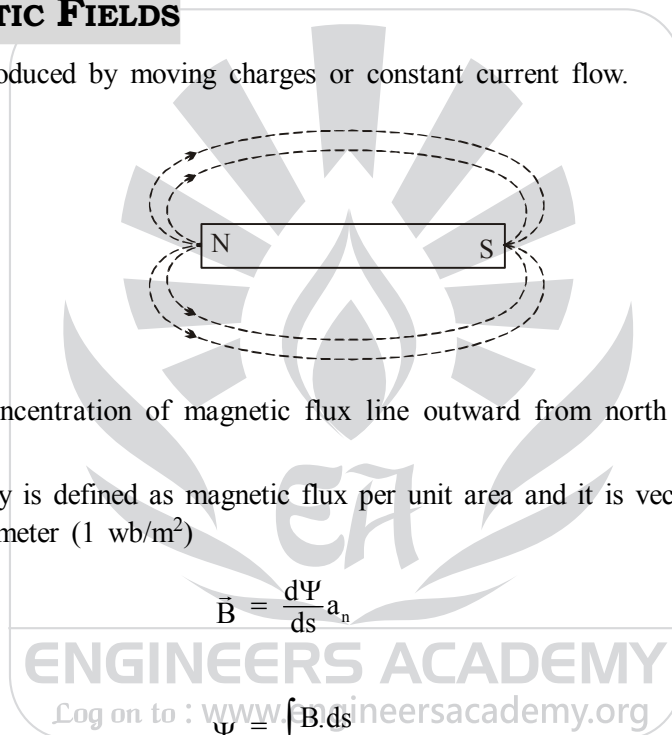 TIC FIELDS
oduced by moving charges or constant current flow.
N S
ncentration of magnetic flux line outward from north
y is defined as magnetic flux per unit area and it is vec
meter (1 wb/m²)
EA
B⃗ = dΨ/ds aₙ
ENGINEERS ACADEMY
Log on to : www.engineersacademy.org
Ψ = ∫B.ds